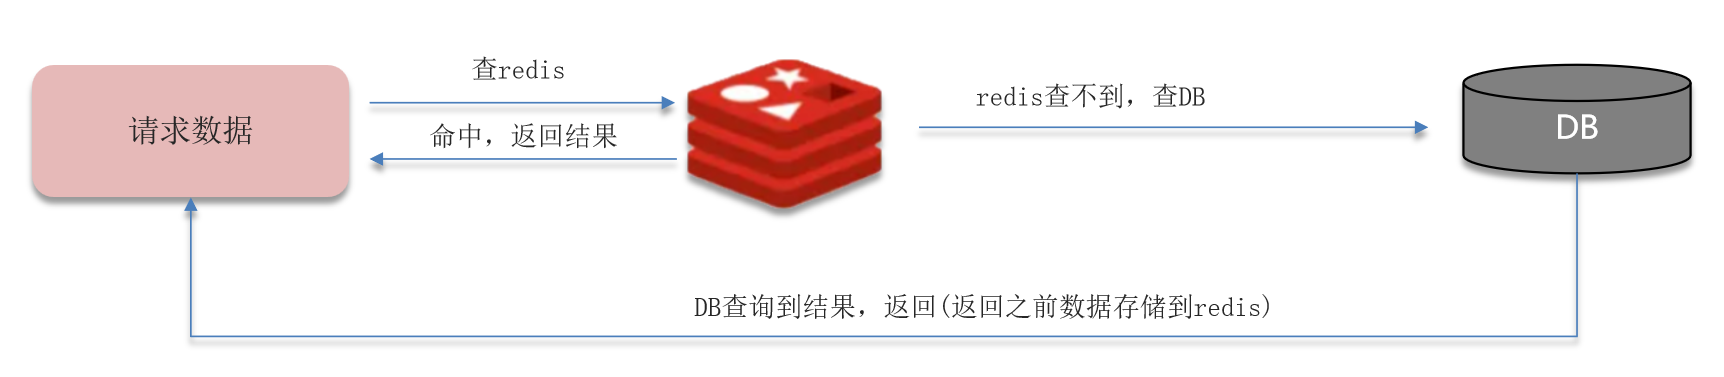 查redis
请求数据
命中，返回结果
redis查不到，查DB
DB
DB查询到结果，返回(返回之前数据存储到redis)